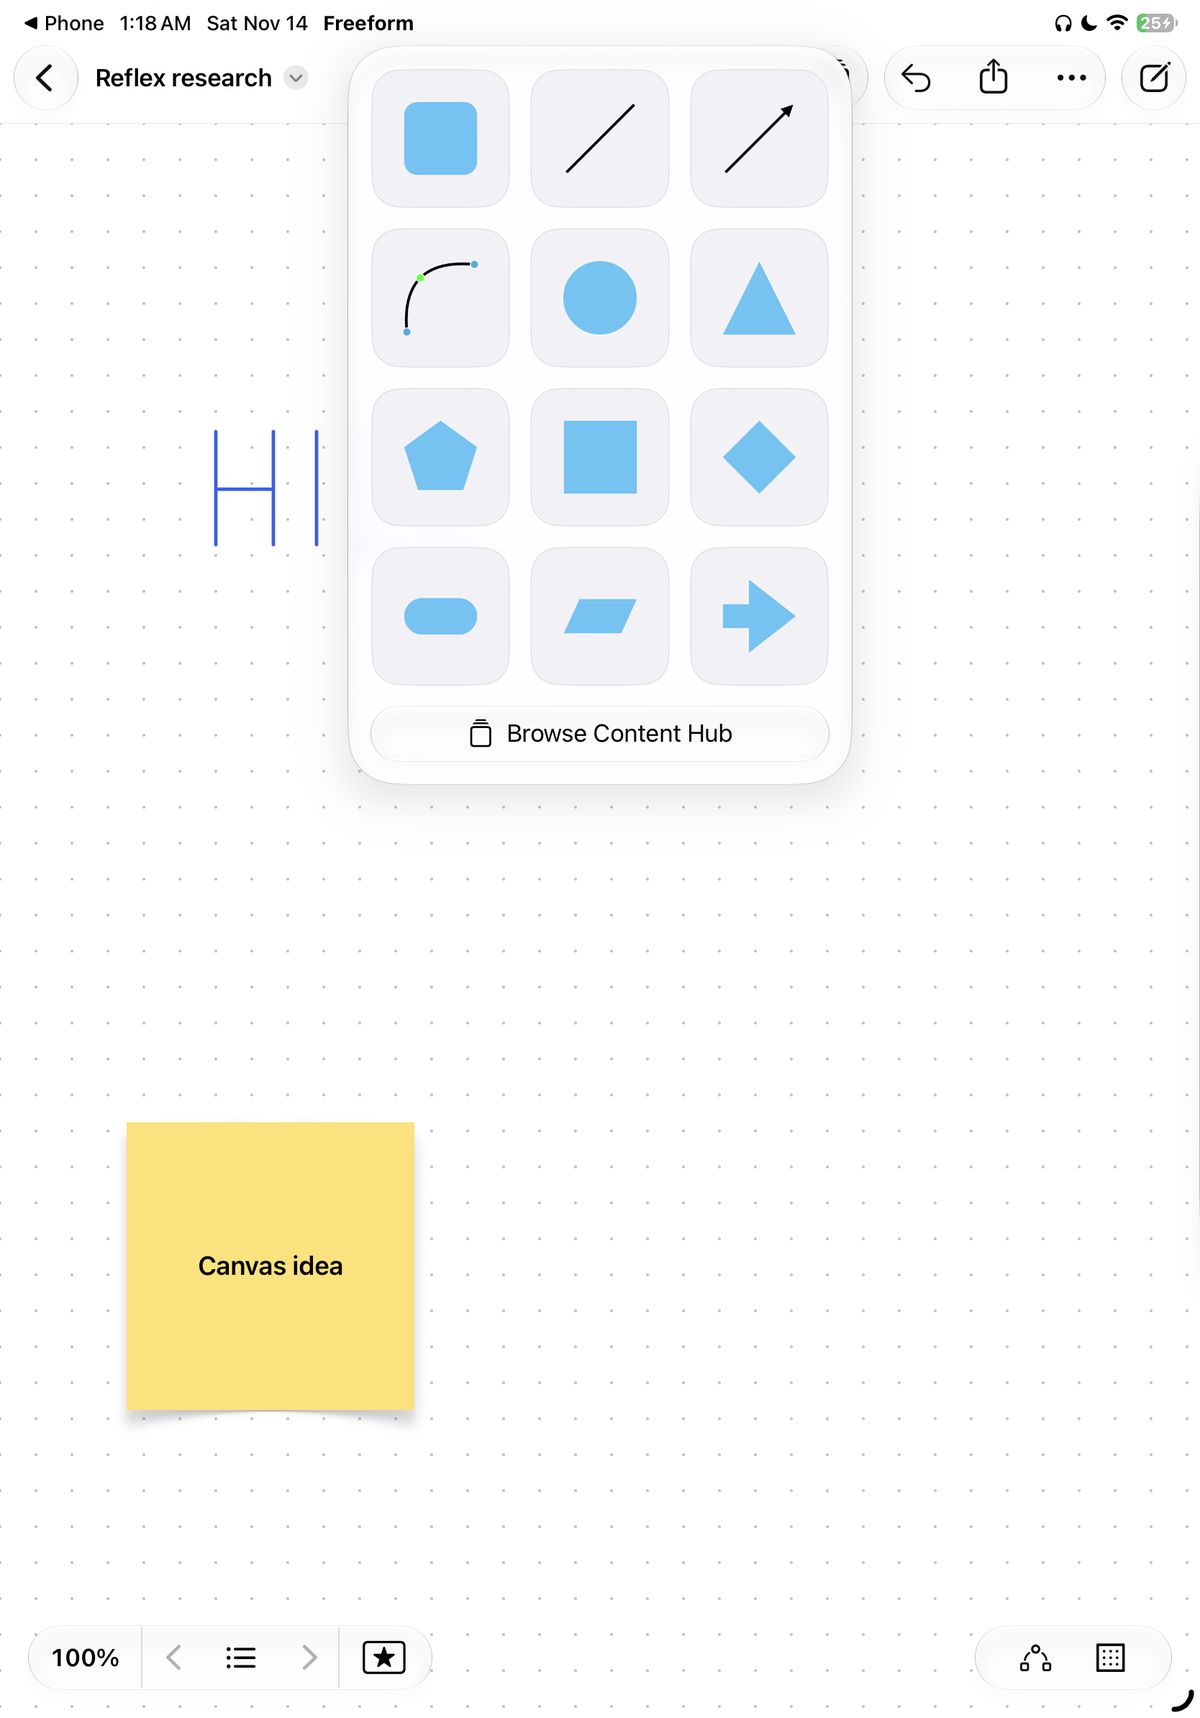 Phone 1:18 AM Sat Nov 14 Freeform 25
Reflex research
HI
Browse Content Hub
Canvas idea
100%